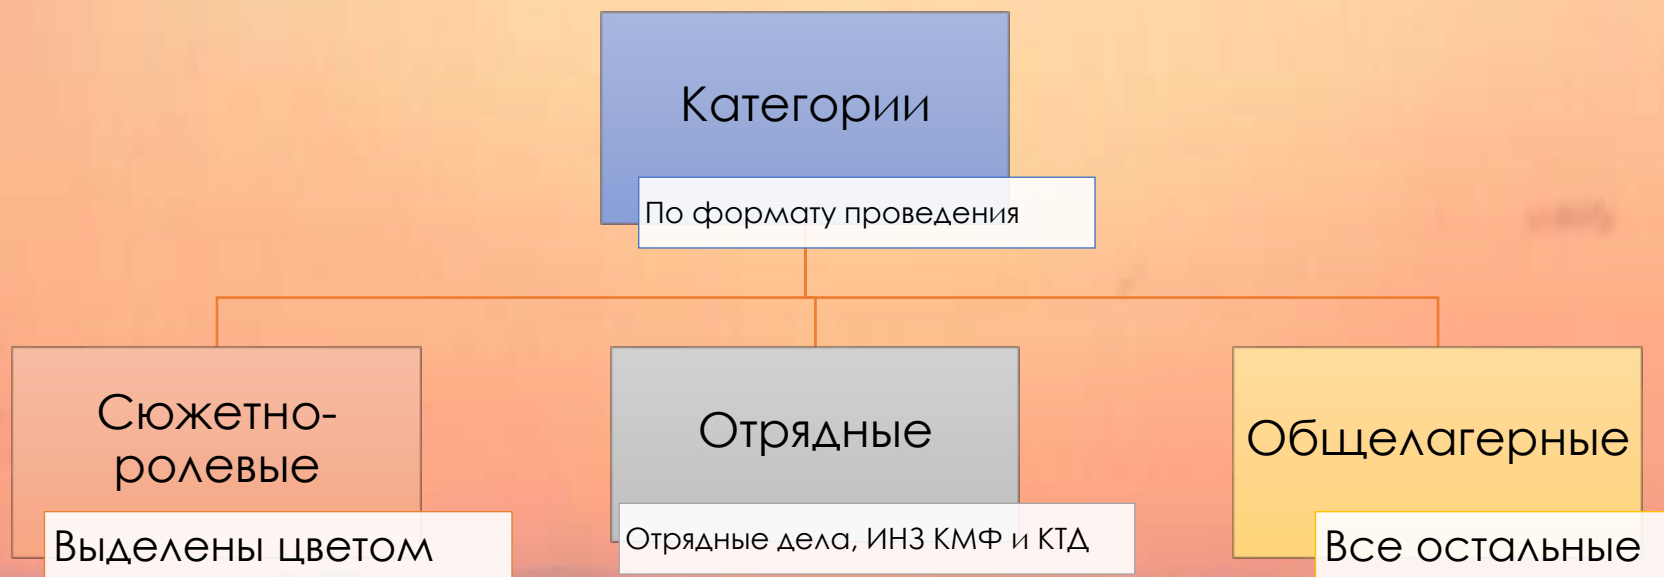 Категории
По формату проведения
Сюжетно-
ролевые
Выделены цветом
Отрядные
Отрядные дела, ИНЗ КМФ и КТД
Общелагерные
Все остальные